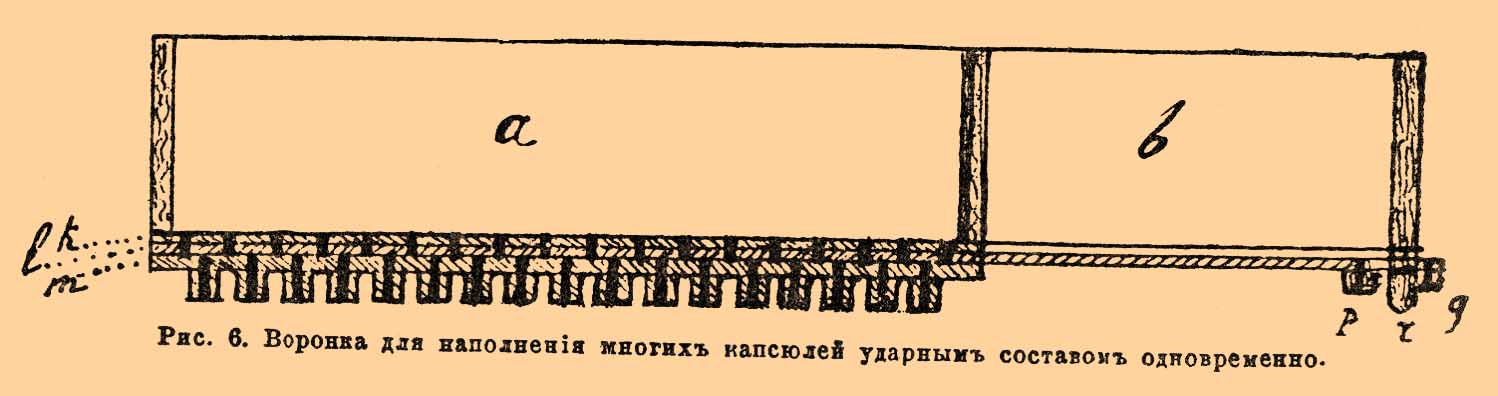 a
b
k
l
m
p
r
g
Рис. 6. Воронка для наполненія многихъ капсюлей ударнымъ составомъ одновременно.